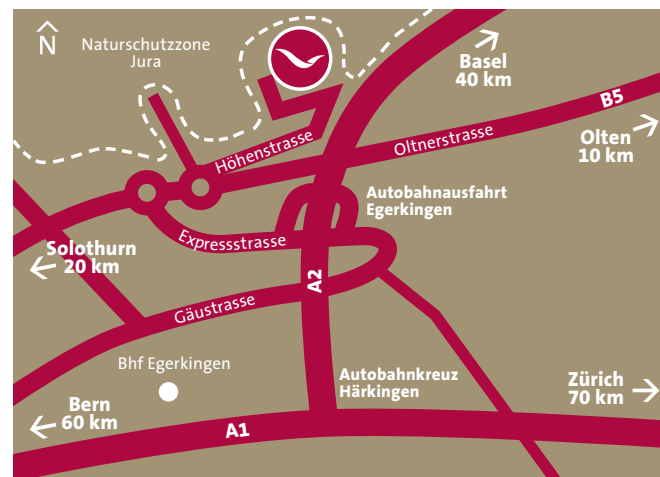 N
Naturschutzzone
Jura
Basel
40 km
B5
Olten
10 km
Oltnerstrasse
Höhenstrasse
Autobahnausfahrt
Egerkingen
Expressstrasse
Solothurn
20 km
A2
Gäustrasse
Bhf Egerkingen
Autobahnkreuz
Härkingen
Zürich
70 km
Bern
60 km
A1